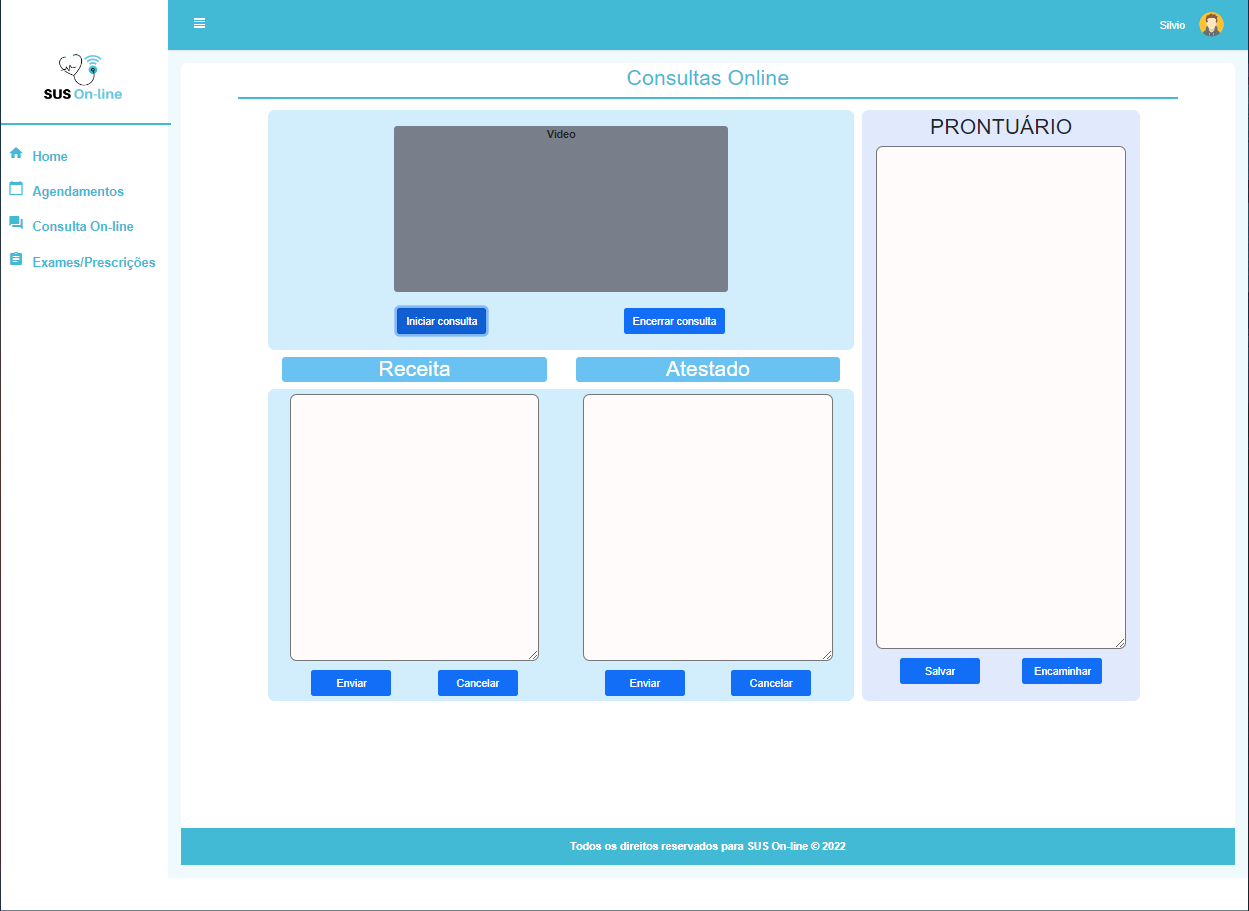 Silvio
SUS On-line
Home
Agendamentos
Consulta On-line
Exames/Prescrições
Consultas Online
Video
Iniciar consulta
Encerrar consulta
PRONTUÁRIO
Receita
Atestado
Enviar
Cancelar
Enviar
Cancelar
Salvar
Encaminhar
Todos os direitos reservados para SUS On-line © 2022